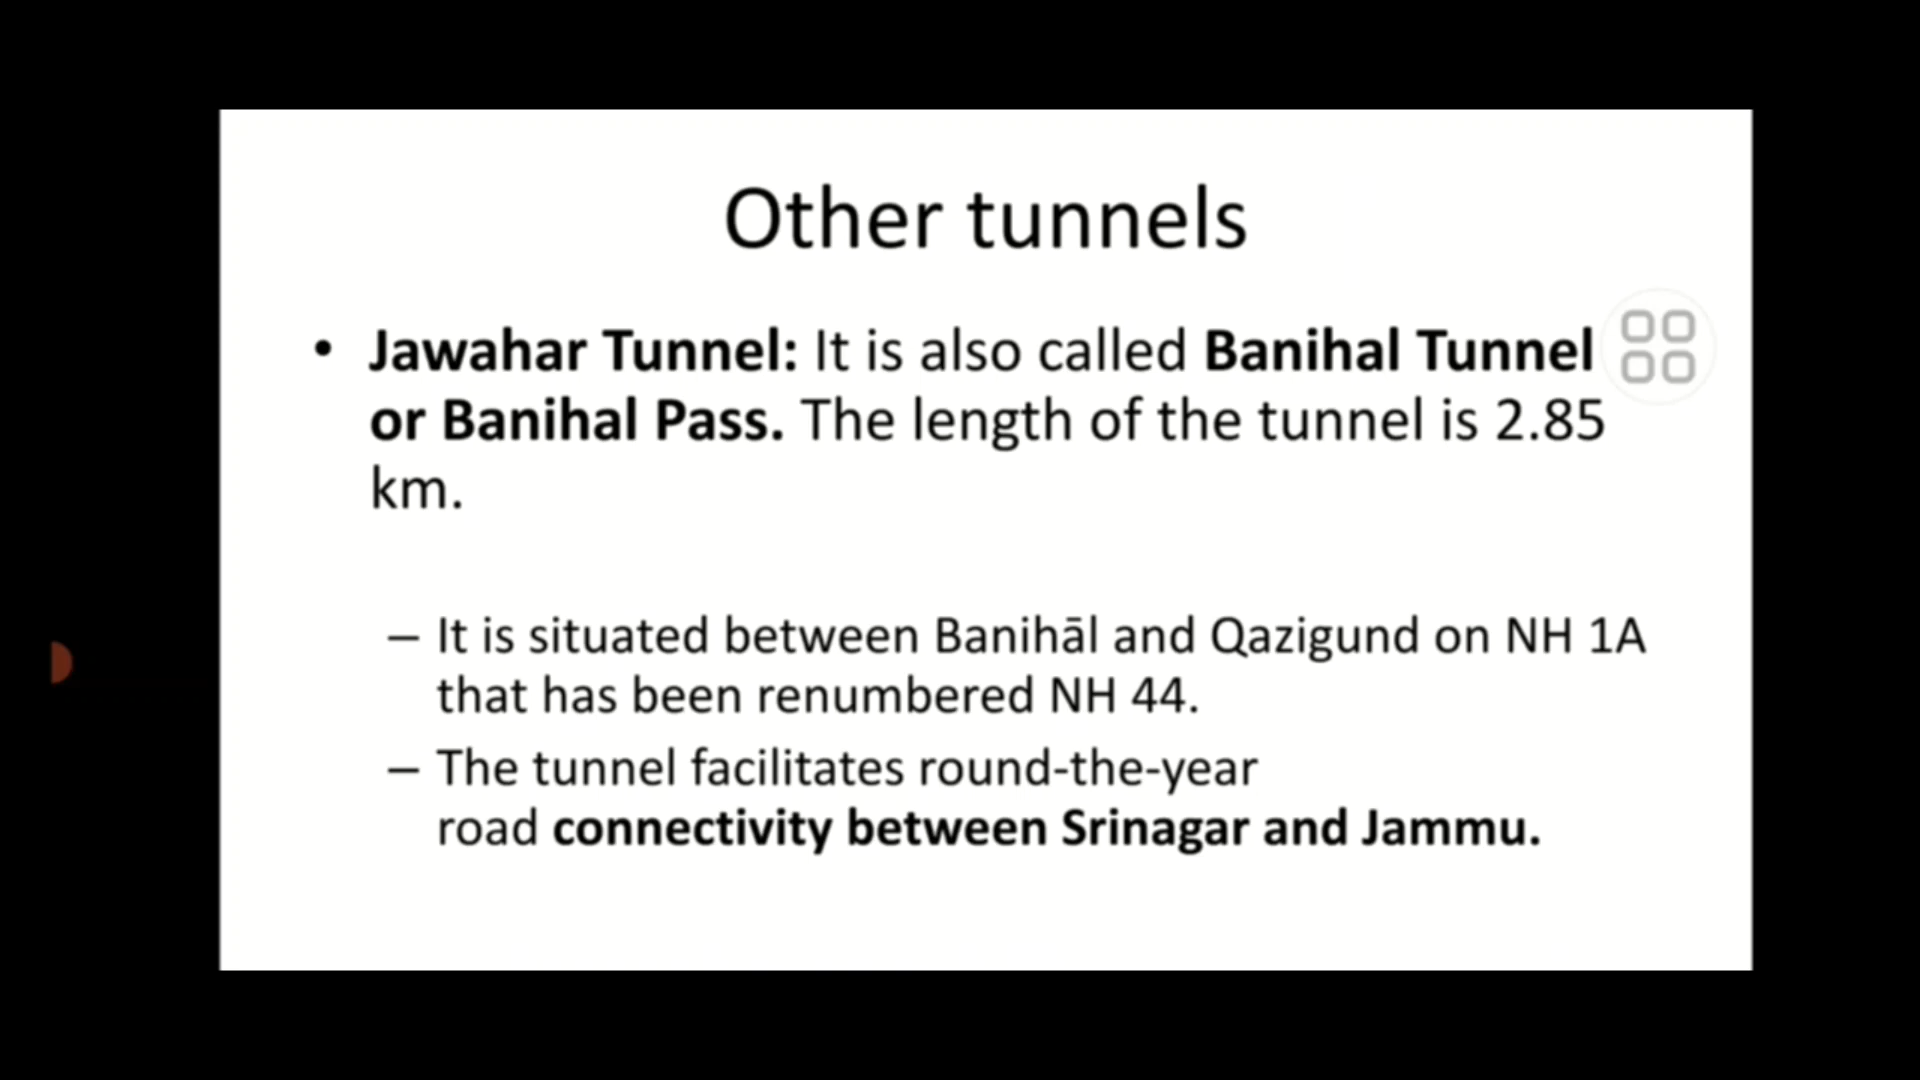 Other tunnels
• Jawahar Tunnel: It is also called Banihal Tunnel
or Banihal Pass. The length of the tunnel is 2.85
km.
– It is situated between Banihāl and Qazigund on NH 1A
that has been renumbered NH 44.
– The tunnel facilitates round-the-year
road connectivity between Srinagar and Jammu.